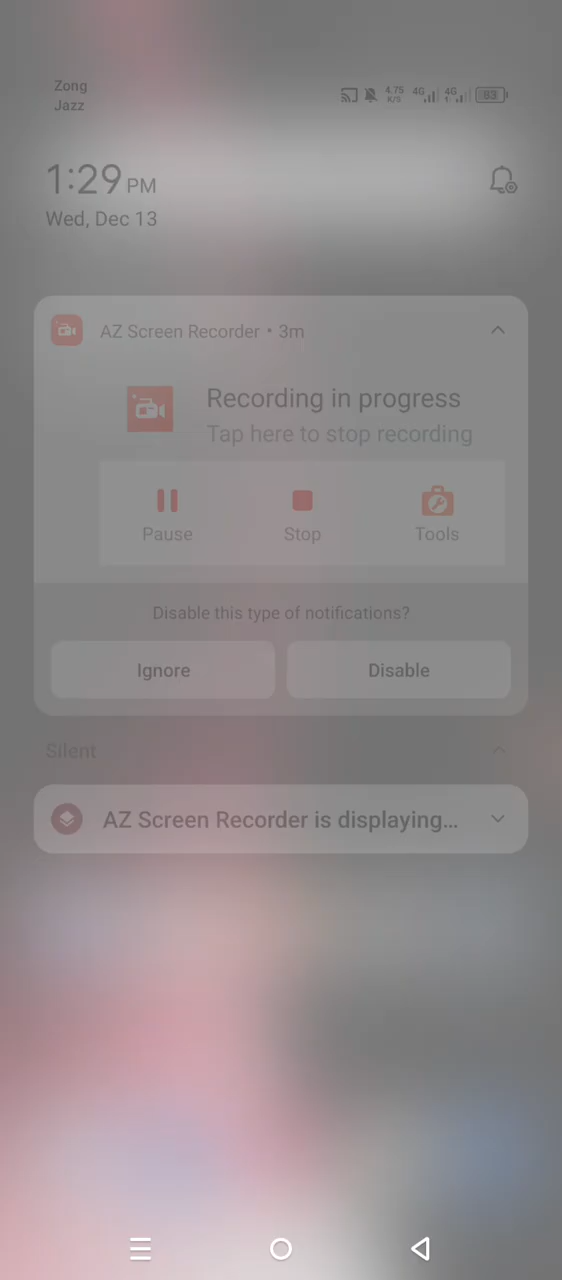 Zong
Jazz
4.75 K/S 4G 4G 83
1:29 PM
Wed, Dec 13
AZ Screen Recorder • 3m
Recording in progress
Tap here to stop recording
Pause Stop Tools
Disable this type of notifications?
Ignore Disable
Silent
AZ Screen Recorder is displaying...